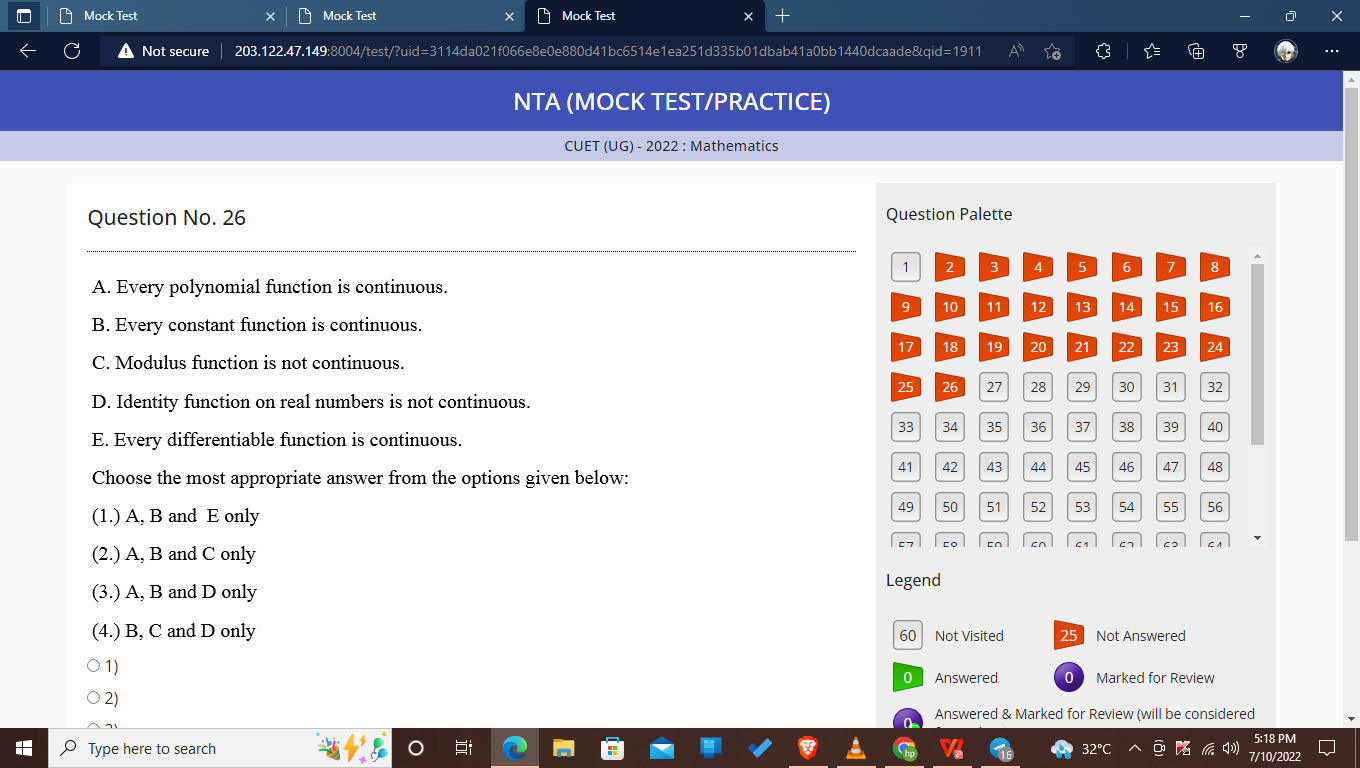 Mock Test
Mock Test
Mock Test
Not secure
203.122.47.149:8004/test/?uid=3114da021f066e8e0e880d41bc6514e1ea251d335b01dbab41a0bb1440dcaade&qid=1911
NTA (MOCK TEST/PRACTICE)
CUET (UG) - 2022 : Mathematics
Question No. 26
A. Every polynomial function is continuous.
B. Every constant function is continuous.
C. Modulus function is not continuous.
D. Identity function on real numbers is not continuous.
E. Every differentiable function is continuous.
Choose the most appropriate answer from the options given below:
(1.) A, B and E only
(2.) A, B and C only
(3.) A, B and D only
(4.) B, C and D only
1)
2)
Question Palette
1 2 3 4 5 6 7 8
9 10 11 12 13 14 15 16
17 18 19 20 21 22 23 24
25 26 27 28 29 30 31 32
33 34 35 36 37 38 39 40
41 42 43 44 45 46 47 48
49 50 51 52 53 54 55 56
57 58 59 60 61 62 63 64
Legend
60 Not Visited 25 Not Answered
0 Answered 0 Marked for Review
0 Answered & Marked for Review (will be considered
Type here to search
16
32°C
5:18 PM
7/10/2022